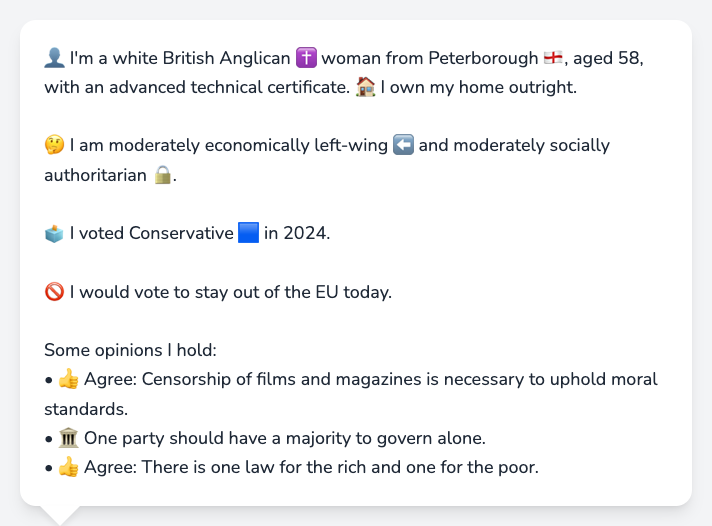 👤 I'm a white British Anglican ✝️ woman from Peterborough 🏴󠁧󠁢󠁥󠁮󠁧󠁿, aged 58,
with an advanced technical certificate. 🏠 I own my home outright.
🤔 I am moderately economically left-wing ⬅️ and moderately socially
authoritarian 🔒.
🗳️ I voted Conservative 🟦 in 2024.
🚫 I would vote to stay out of the EU today.
Some opinions I hold:
• 👍 Agree: Censorship of films and magazines is necessary to uphold moral
standards.
• 🏛️ One party should have a majority to govern alone.
• 👍 Agree: There is one law for the rich and one for the poor.